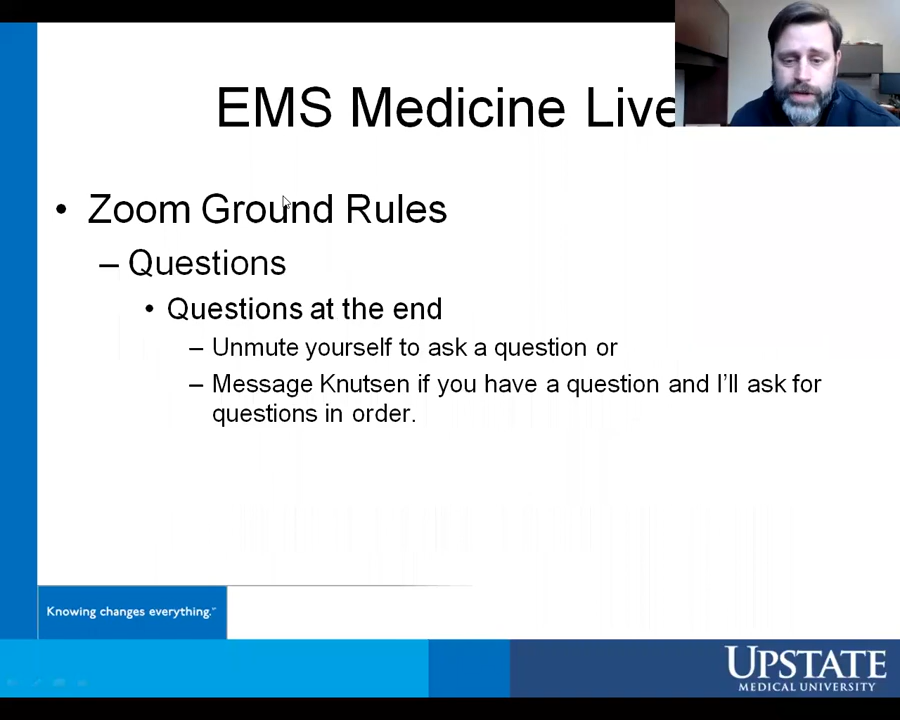 EMS Medicine Live
• Zoom Ground Rules
– Questions
• Questions at the end
– Unmute yourself to ask a question or
– Message Knutsen if you have a question and I'll ask for
questions in order.
Knowing changes everything.
UPSTATE
MEDICAL UNIVERSITY